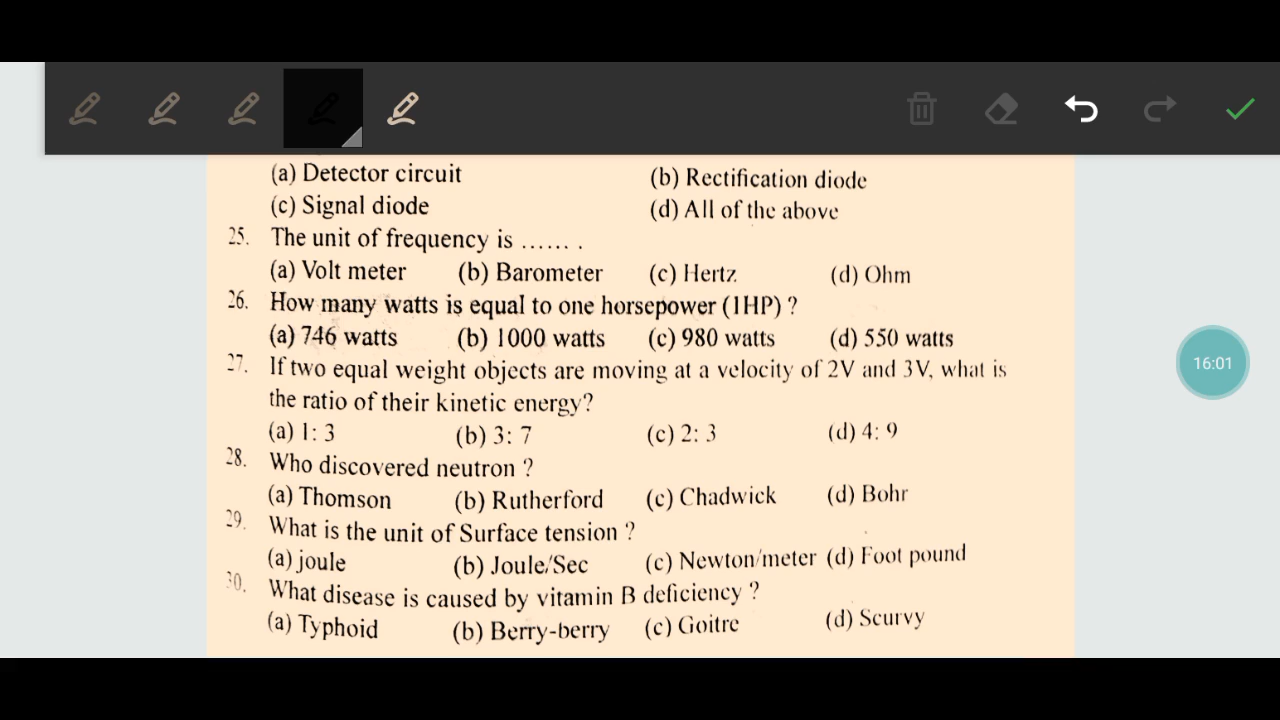 (a) Detector circuit (b) Rectification diode
(c) Signal diode (d) All of the above
25. The unit of frequency is ...... .
(a) Volt meter (b) Barometer (c) Hertz (d) Ohm
26. How many watts is equal to one horsepower (1HP) ?
(a) 746 watts (b) 1000 watts (c) 980 watts (d) 550 watts
27. If two equal weight objects are moving at a velocity of 2V and 3V, what is
the ratio of their kinetic energy?
(a) 1: 3 (b) 3: 7 (c) 2: 3 (d) 4: 9
28. Who discovered neutron ?
(a) Thomson (b) Rutherford (c) Chadwick (d) Bohr
29. What is the unit of Surface tension ?
(a) joule (b) Joule/Sec (c) Newton/meter (d) Foot pound
30. What disease is caused by vitamin B deficiency ?
(a) Typhoid (b) Berry-berry (c) Goitre (d) Scurvy
16:01